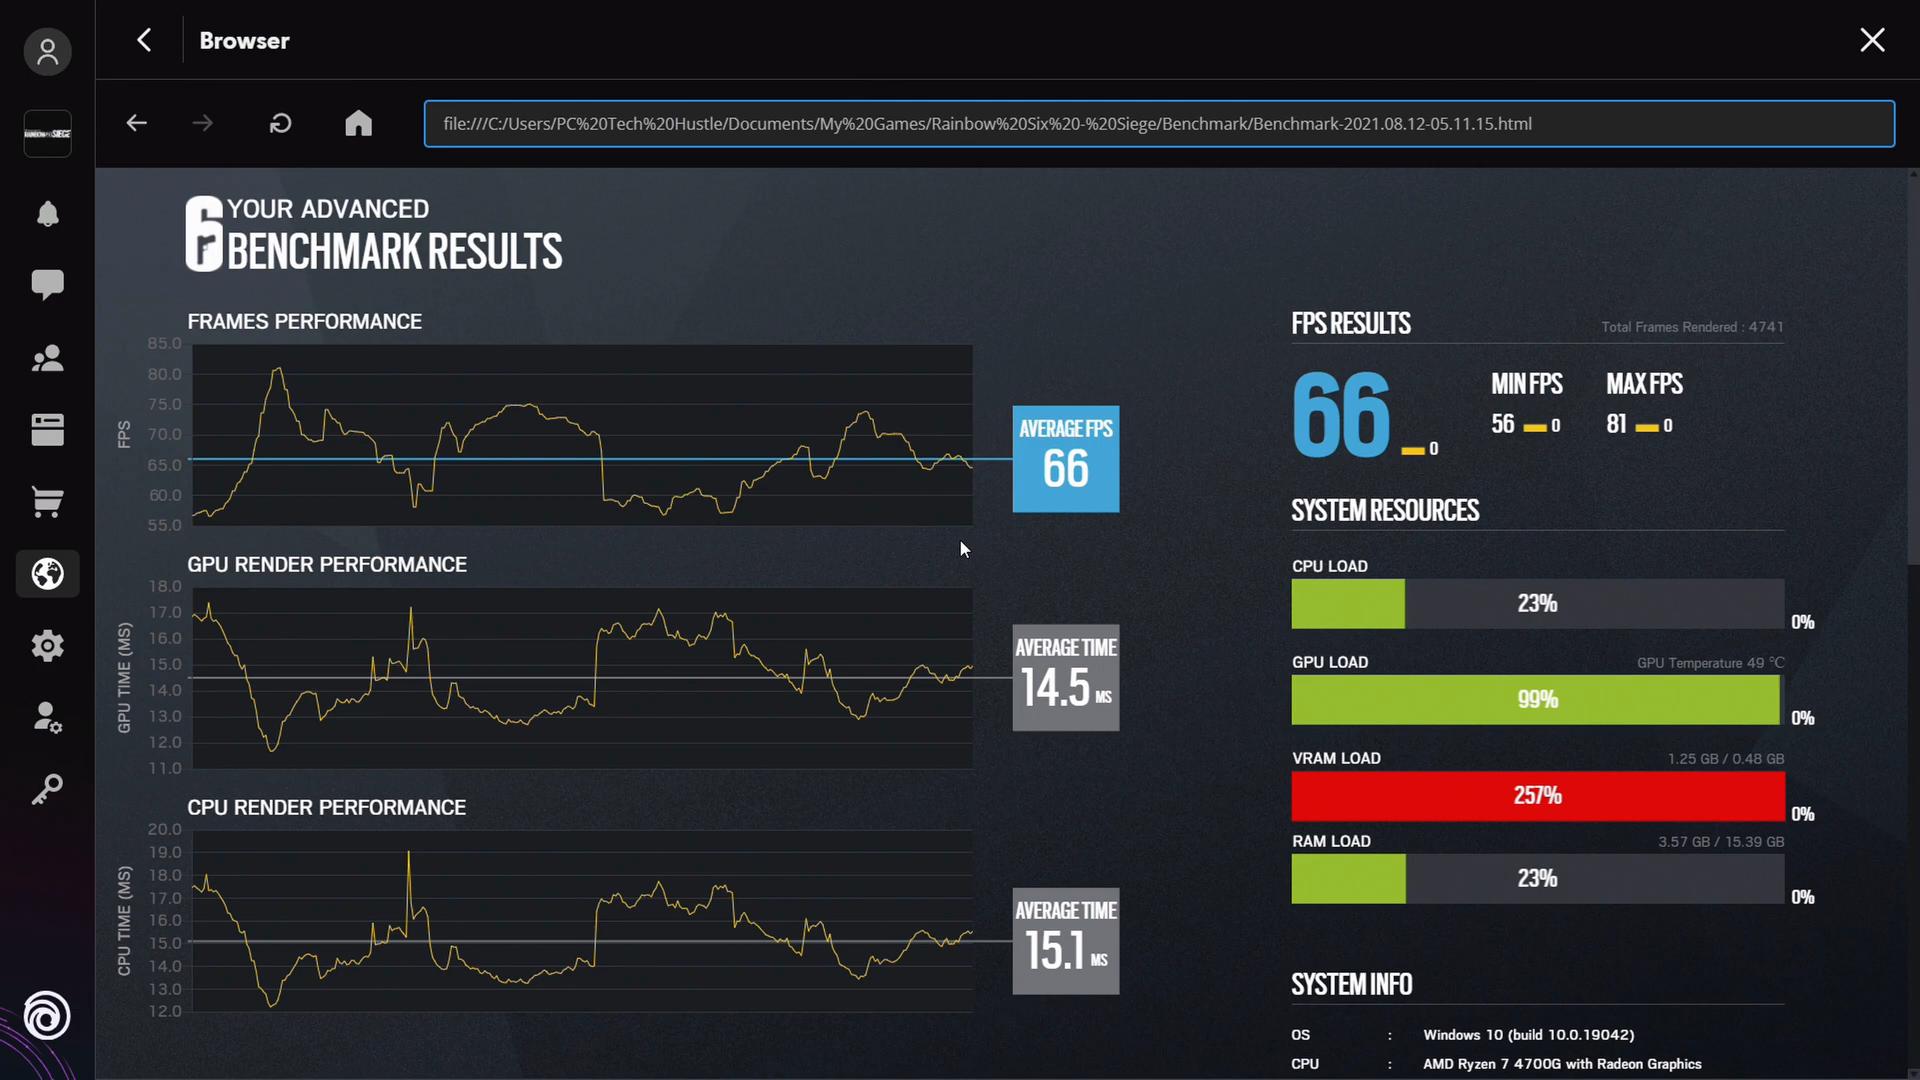 Browser
file:///C:/Users/PC%20Tech%20Hustle/Documents/My%20Games/Rainbow%20Six%20-%20Siege/Benchmark/Benchmark-2021.08.12-05.11.15.html
YOUR ADVANCED
BENCHMARK RESULTS
FRAMES PERFORMANCE
85.0
80.0
75.0
70.0
65.0
60.0
55.0
FPS
AVERAGE FPS
66
GPU RENDER PERFORMANCE
18.0
17.0
16.0
15.0
14.0
13.0
12.0
11.0
GPU TIME (MS)
AVERAGE TIME
14.5 MS
CPU RENDER PERFORMANCE
20.0
19.0
18.0
17.0
16.0
15.0
14.0
13.0
12.0
CPU TIME (MS)
AVERAGE TIME
15.1 MS
FPS RESULTS
Total Frames Rendered : 4741
66 0
MIN FPS
56 0
MAX FPS
81 0
SYSTEM RESOURCES
CPU LOAD
23%
0%
GPU LOAD
GPU Temperature 49 °C
99%
0%
VRAM LOAD
1.25 GB / 0.48 GB
257%
0%
RAM LOAD
3.57 GB / 15.39 GB
23%
0%
SYSTEM INFO
OS : Windows 10 (build 10.0.19042)
CPU : AMD Ryzen 7 4700G with Radeon Graphics